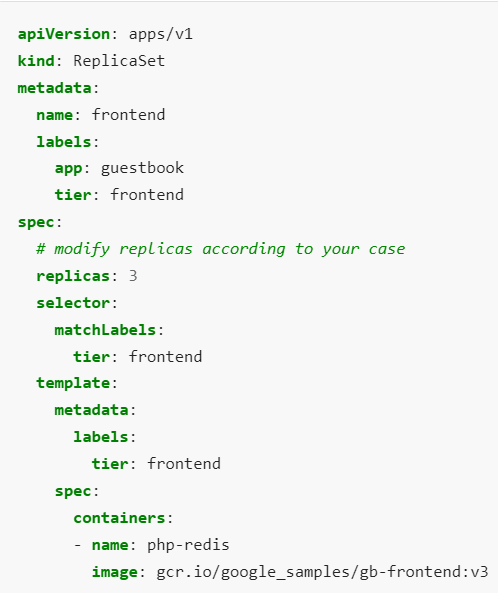 apiVersion: apps/v1
kind: ReplicaSet
metadata:
  name: frontend
  labels:
    app: guestbook
    tier: frontend
spec:
  # modify replicas according to your case
  replicas: 3
  selector:
    matchLabels:
      tier: frontend
  template:
    metadata:
      labels:
        tier: frontend
    spec:
      containers:
      - name: php-redis
        image: gcr.io/google_samples/gb-frontend:v3